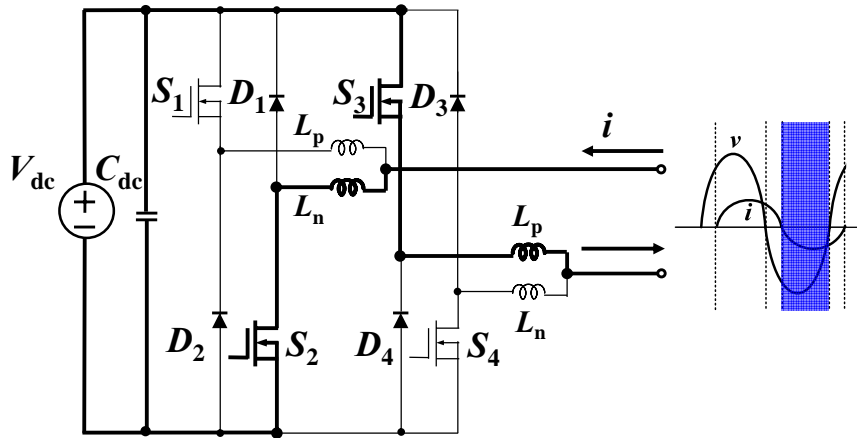 S1 D1 S3 D3
i
Lp
v
Vdc Cdc
i
Ln
Lp
Ln
D2 S2 D4 S4